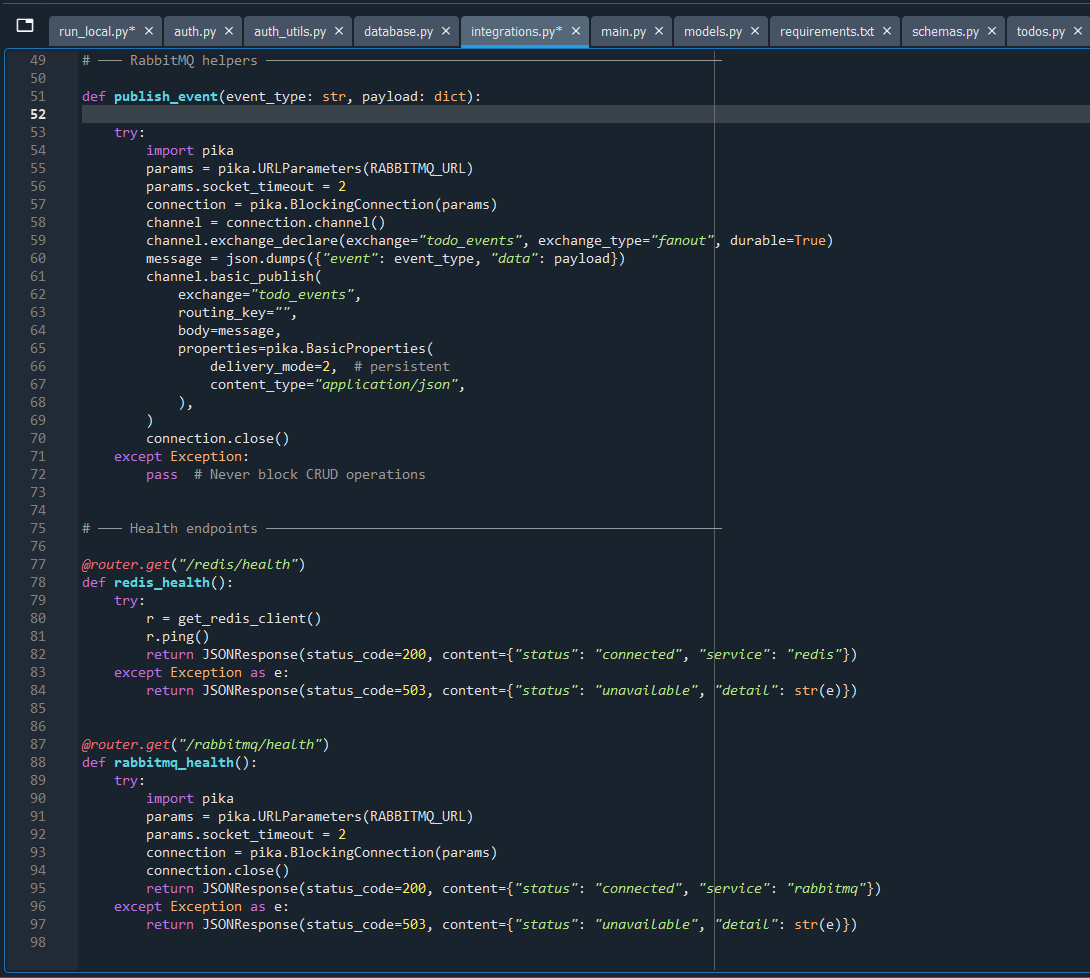 run_local.py* × auth.py × auth_utils.py × database.py × integrations.py* × main.py × models.py × requirements.txt × schemas.py × todos.py ×
49 # ─── RabbitMQ helpers ─────────────────────────────────────────────────────────
50
51 def publish_event(event_type: str, payload: dict):
52
53     try:
54         import pika
55         params = pika.URLParameters(RABBITMQ_URL)
56         params.socket_timeout = 2
57         connection = pika.BlockingConnection(params)
58         channel = connection.channel()
59         channel.exchange_declare(exchange="todo_events", exchange_type="fanout", durable=True)
60         message = json.dumps({"event": event_type, "data": payload})
61         channel.basic_publish(
62             exchange="todo_events",
63             routing_key="",
64             body=message,
65             properties=pika.BasicProperties(
66                 delivery_mode=2,  # persistent
67                 content_type="application/json",
68             ),
69         )
70         connection.close()
71     except Exception:
72         pass  # Never block CRUD operations
73
74
75 # ─── Health endpoints ─────────────────────────────────────────────────────────
76
77 @router.get("/redis/health")
78 def redis_health():
79     try:
80         r = get_redis_client()
81         r.ping()
82         return JSONResponse(status_code=200, content={"status": "connected", "service": "redis"})
83     except Exception as e:
84         return JSONResponse(status_code=503, content={"status": "unavailable", "detail": str(e)})
85
86
87 @router.get("/rabbitmq/health")
88 def rabbitmq_health():
89     try:
90         import pika
91         params = pika.URLParameters(RABBITMQ_URL)
92         params.socket_timeout = 2
93         connection = pika.BlockingConnection(params)
94         connection.close()
95         return JSONResponse(status_code=200, content={"status": "connected", "service": "rabbitmq"})
96     except Exception as e:
97         return JSONResponse(status_code=503, content={"status": "unavailable", "detail": str(e)})
98